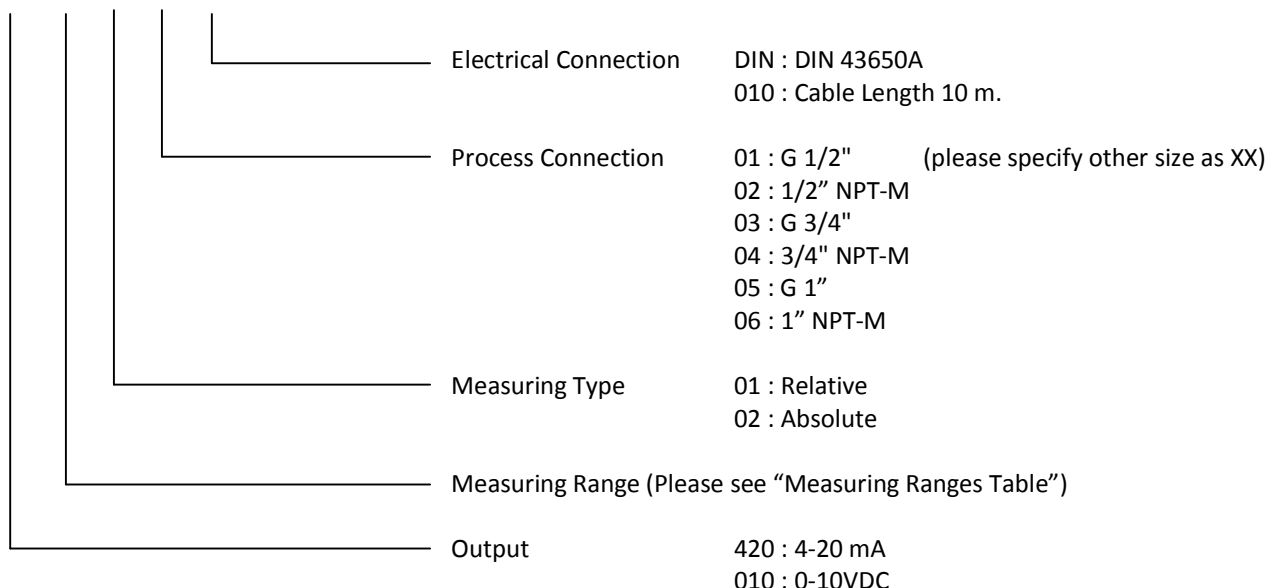 Electrical Connection DIN : DIN 43650A
010 : Cable Length 10 m.
Process Connection 01 : G 1/2" (please specify other size as XX)
02 : 1/2” NPT-M
03 : G 3/4"
04 : 3/4" NPT-M
05 : G 1”
06 : 1” NPT-M
Measuring Type 01 : Relative
02 : Absolute
Measuring Range (Please see “Measuring Ranges Table”)
Output 420 : 4-20 mA
010 : 0-10VDC